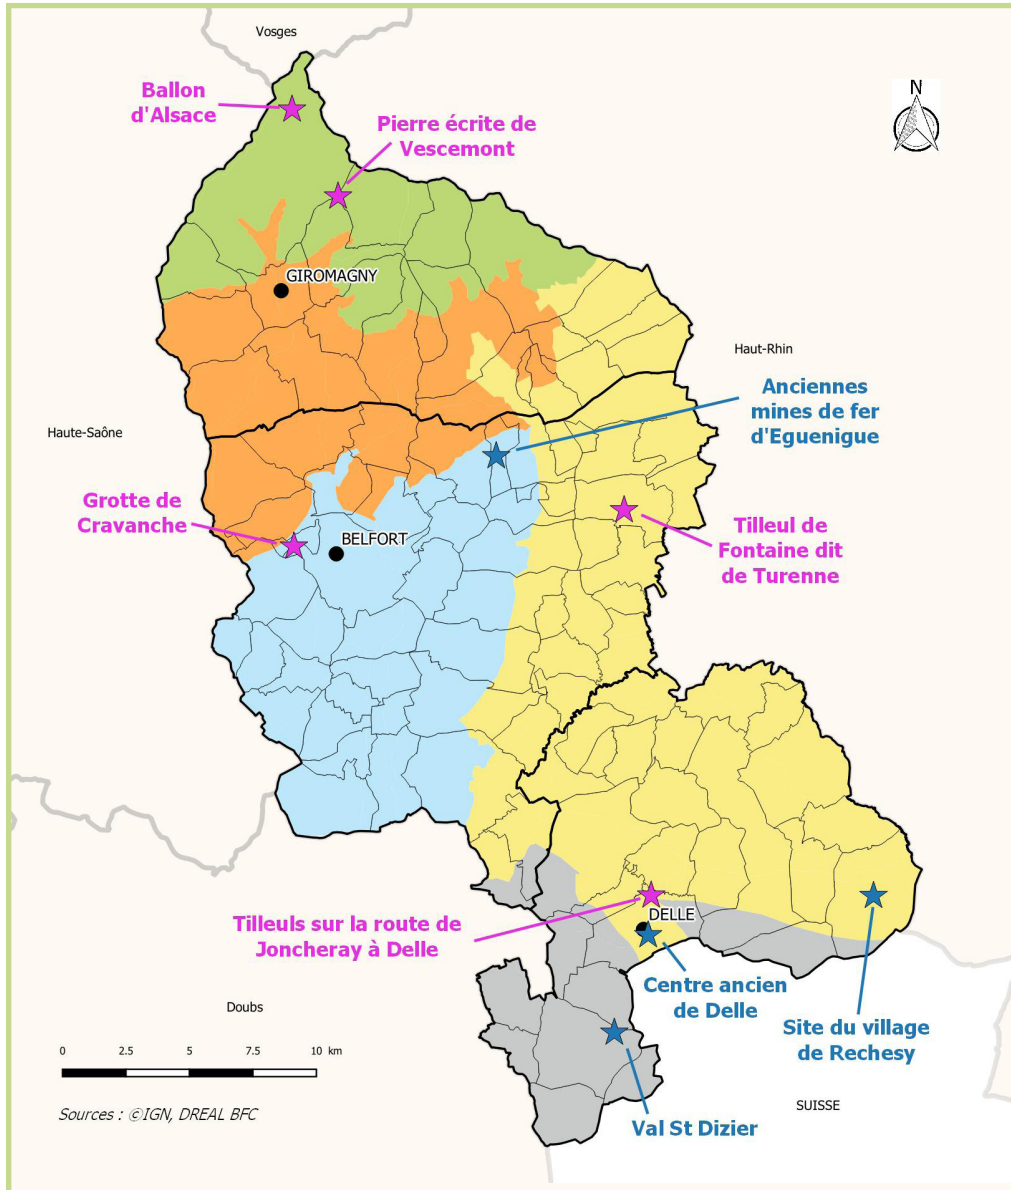 Vosges
Ballon
d'Alsace
Pierre écrite de
Vescemont
N
GIROMAGNY
Haut-Rhin
Anciennes
mines de fer
d'Eguenigue
Haute-Saône
Grotte de
Cravanche
BELFORT
Tilleul de
Fontaine dit
de Turenne
Tilleuls sur la route de
Joncheray à Delle
DELLE
Centre ancien
de Delle
Site du village
de Rechesy
Doubs
0 2.5 5 7.5 10 km
Sources : ©IGN, DREAL BFC
SUISSE
Val St Dizier